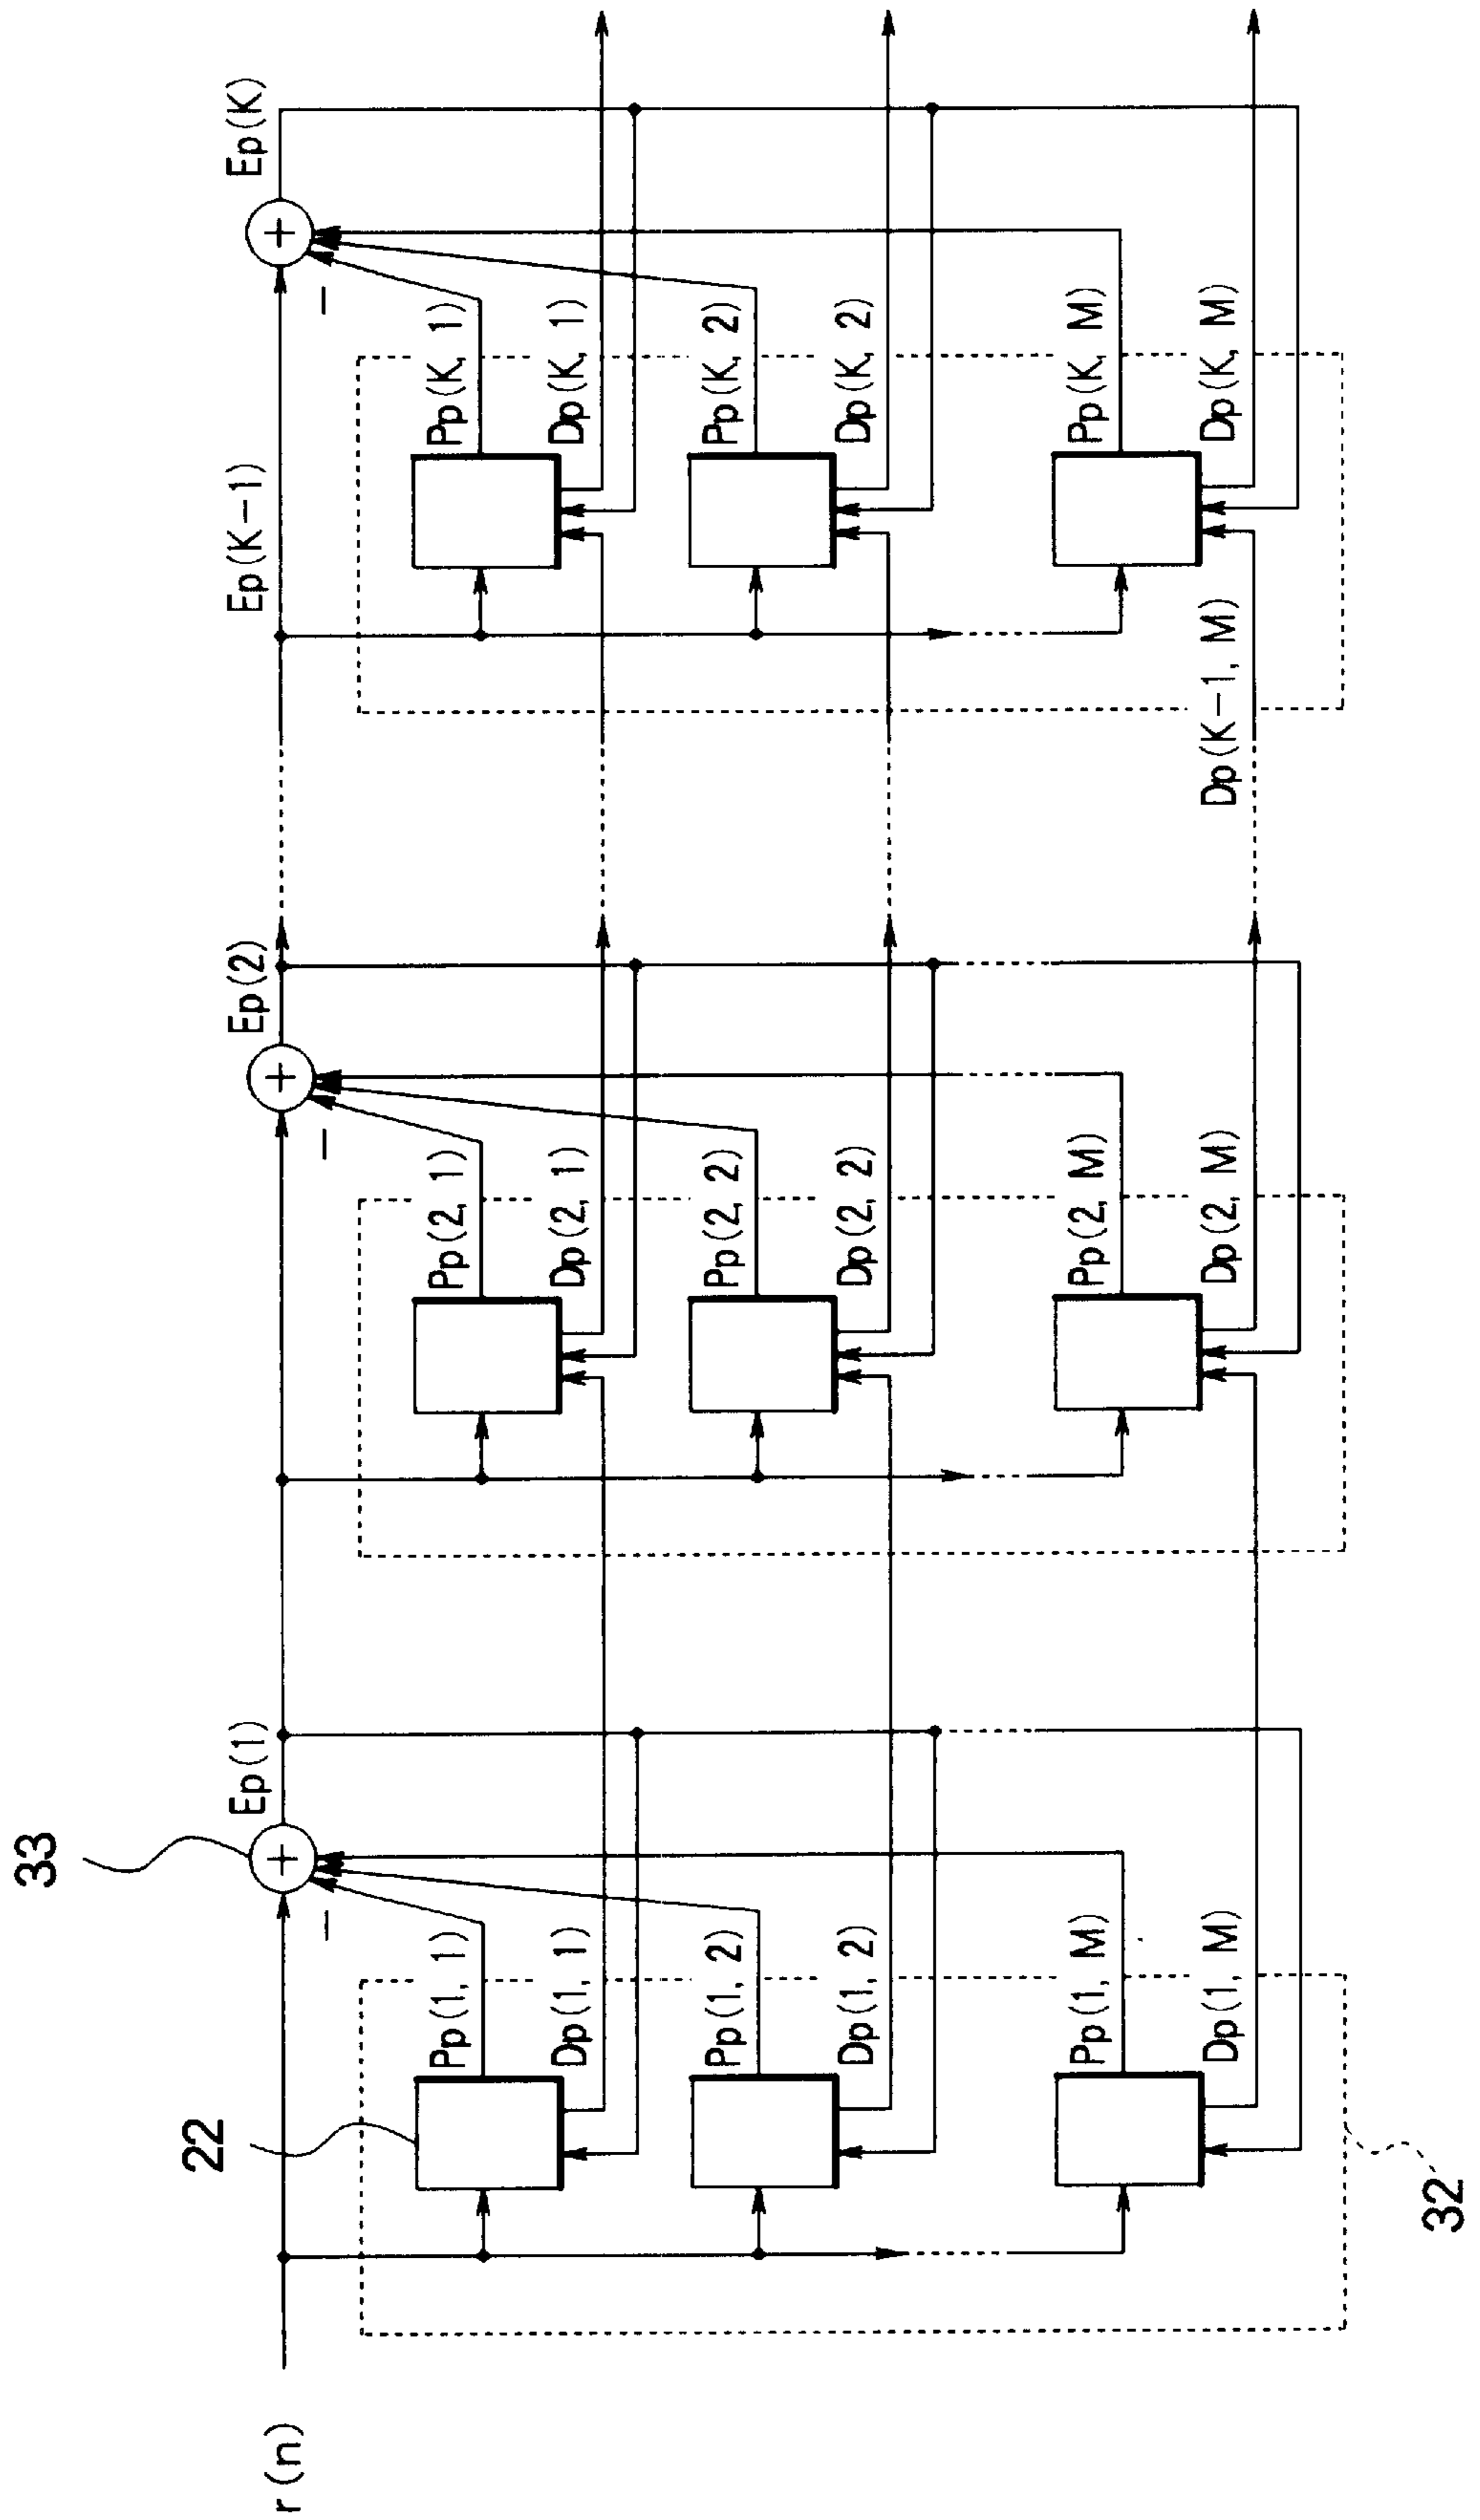 33
22
32
r(n)
Ep(1)
Pp(1, 1)
Dp(1, 1)
Pp(1, 2)
Dp(1, 2)
Pp(1, M)
Dp(1, M)
Ep(2)
Pp(2, 1)
Dp(2, 1)
Pp(2, 2)
Dp(2, 2)
Pp(2, M)
Dp(2, M)
Ep(K-1)
Dp(K-1, M)
Ep(K)
Pp(K, 1)
Dp(K, 1)
Pp(K, 2)
Dp(K, 2)
Pp(K, M)
Dp(K, M)
+
−
+
−
+
−